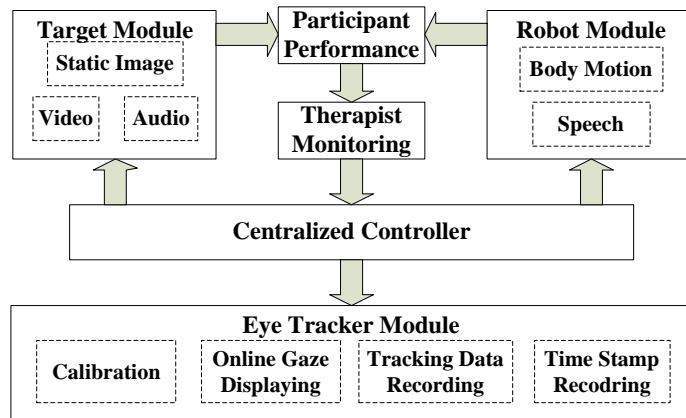 Target Module
Static Image
Video
Audio
Participant
Performance
Therapist
Monitoring
Robot Module
Body Motion
Speech
Centralized Controller
Eye Tracker Module
Calibration
Online Gaze
Displaying
Tracking Data
Recording
Time Stamp
Recodring